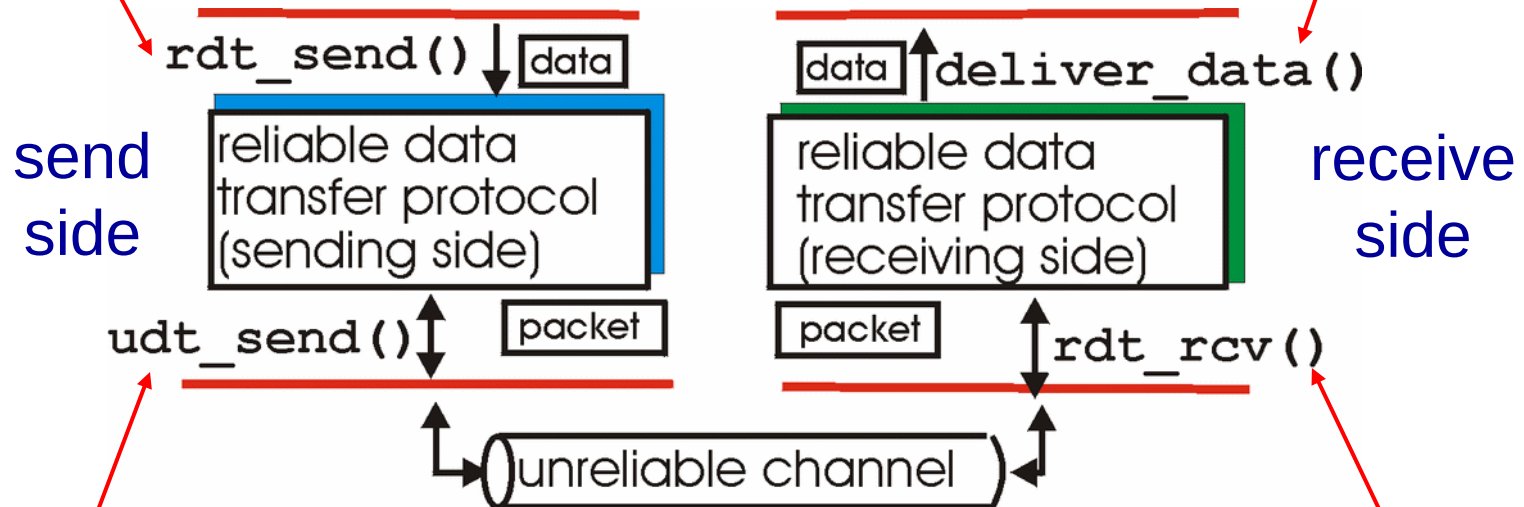 rdt_send()
data
data
deliver_data()
send
side
reliable data
transfer protocol
(sending side)
reliable data
transfer protocol
(receiving side)
receive
side
udt_send()
packet
packet
rdt_rcv()
unreliable channel